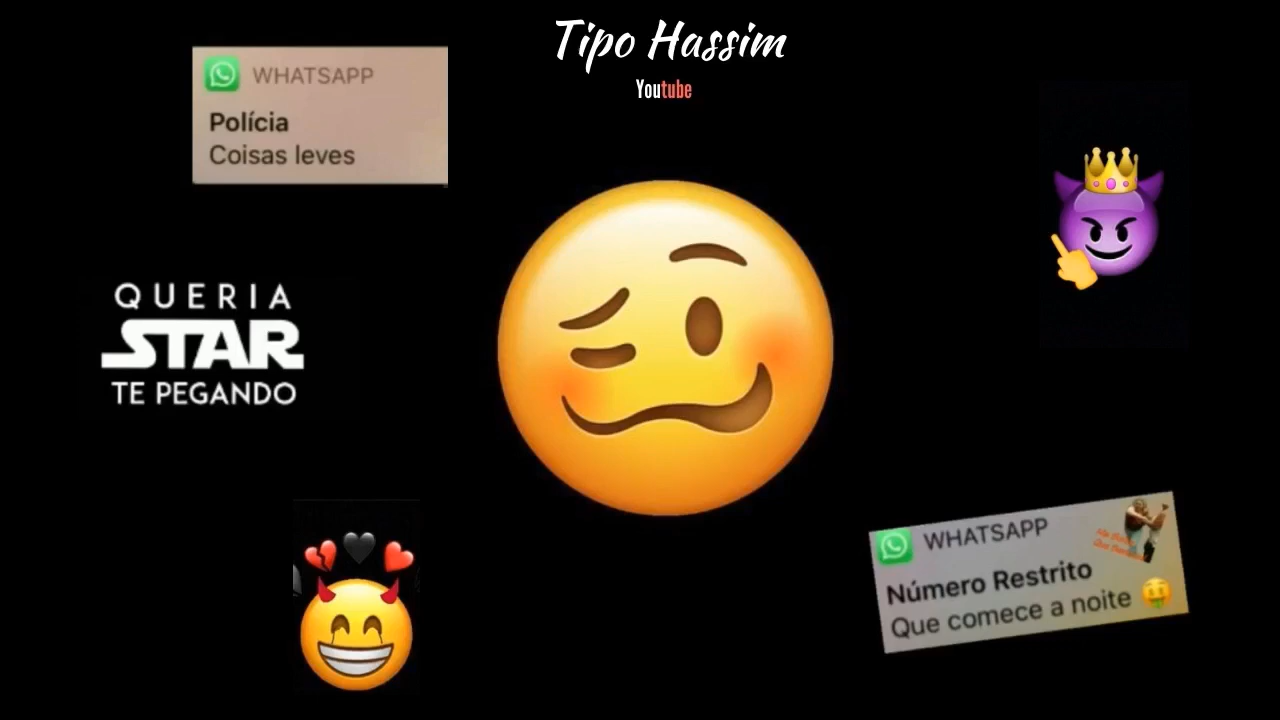 Tipo Hassim
Youtube
WHATSAPP
Polícia
Coisas leves
QUERIA
STAR
TE PEGANDO
WHATSAPP
Número Restrito
Que comece a noite